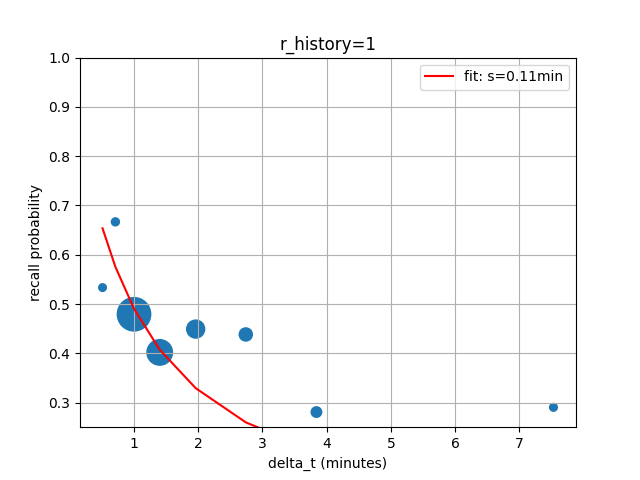 r_history=1
fit: s=0.11min
1.0
0.9
0.8
0.7
0.6
0.5
0.4
0.3
recall probability
1 2 3 4 5 6 7
delta_t (minutes)